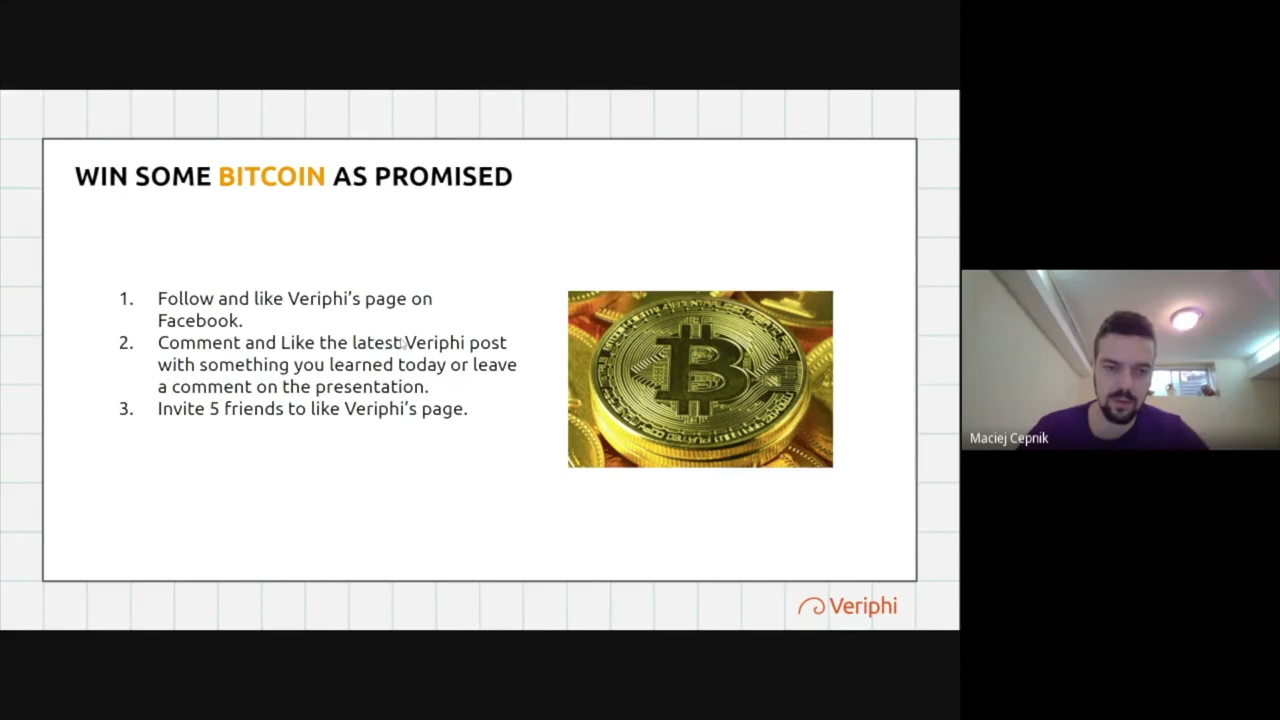 WIN SOME BITCOIN AS PROMISED
1. Follow and like Veriphi’s page on
Facebook.
2. Comment and Like the latest Veriphi post
with something you learned today or leave
a comment on the presentation.
3. Invite 5 friends to like Veriphi’s page.
Veriphi
Maciej Cepnik